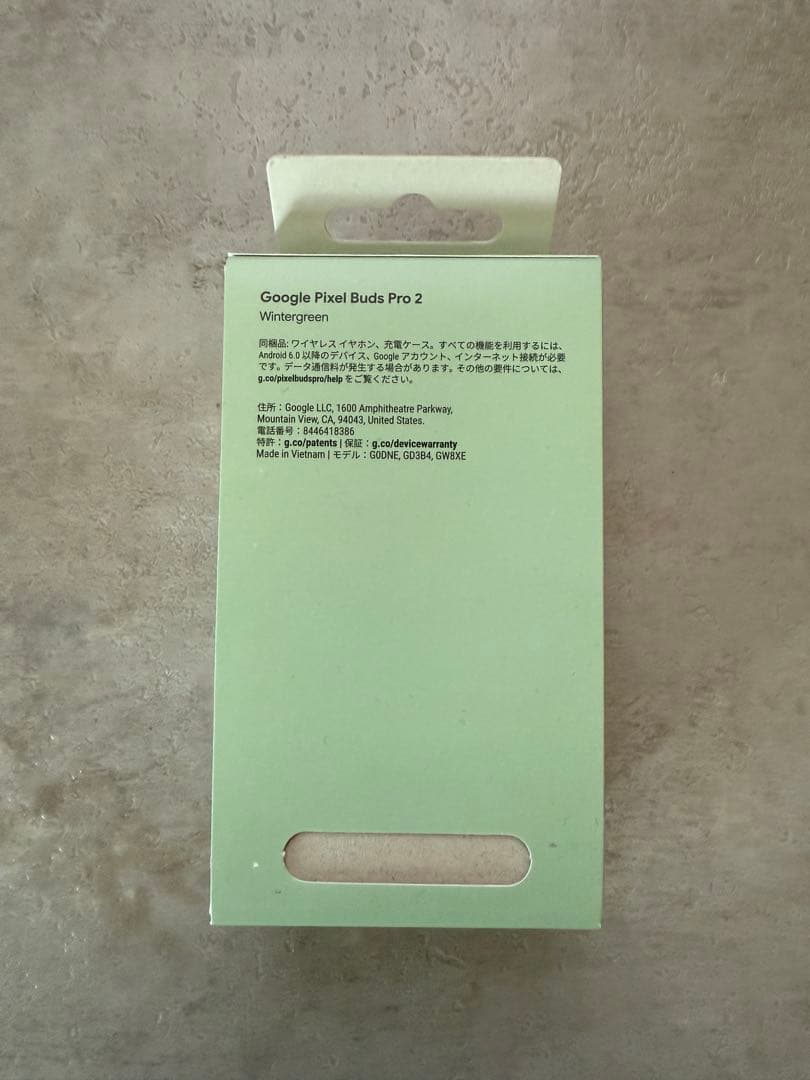 Google Pixel Buds Pro 2
Wintergreen
同梱品: ワイヤレス イヤホン、充電ケース。すべての機能を利用するには、
Android 6.0 以降のデバイス、Google アカウント、インターネット接続が必要
です。データ通信料が発生する場合があります。その他の要件については、
g.co/pixelbudspro/help をご覧ください。
住所：Google LLC, 1600 Amphitheatre Parkway,
Mountain View, CA, 94043, United States.
電話番号：8446418386
特許：g.co/patents | 保証：g.co/devicewarranty
Made in Vietnam | モデル：G0DNE, GD3B4, GW8XE